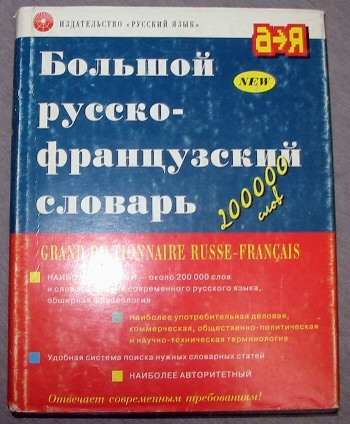 ИЗДАТЕЛЬСТВО «РУССКИЙ ЯЗЫК»
а→я
Большой
NEW
русско-
французский
словарь
200000
слов
GRAND DICTIONNAIRE RUSSE-FRANÇAIS
— около 200 000 слов
и современного русского языка,
обширная фразеология
Наиболее употребительная деловая,
коммерческая, общественно-политическая
и научно-техническая терминология
Удобная система поиска нужных словарных статей
НАИБОЛЕЕ АВТОРИТЕТНЫЙ
Отвечает современным требованиям!